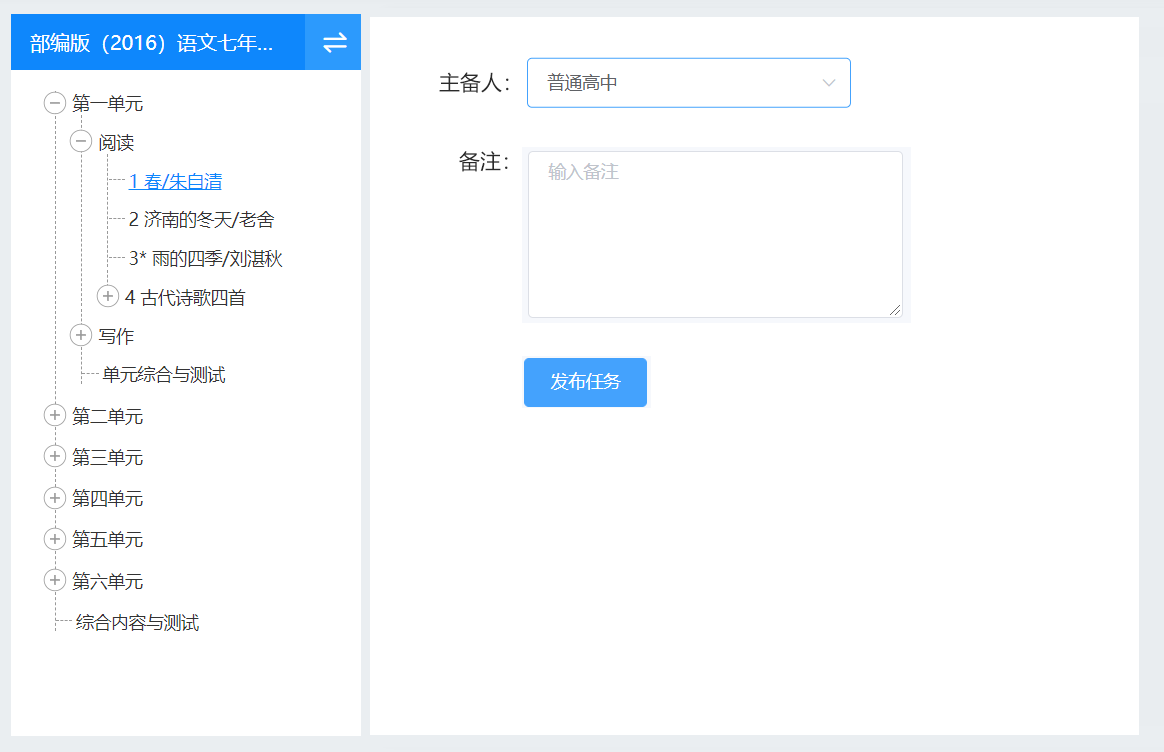 部编版（2016）语文七年...
第一单元
阅读
1 春/朱自清
2 济南的冬天/老舍
3* 雨的四季/刘湛秋
4 古代诗歌四首
写作
单元综合与测试
第二单元
第三单元
第四单元
第五单元
第六单元
综合内容与测试
主备人：
普通高中
备注：
输入备注
发布任务